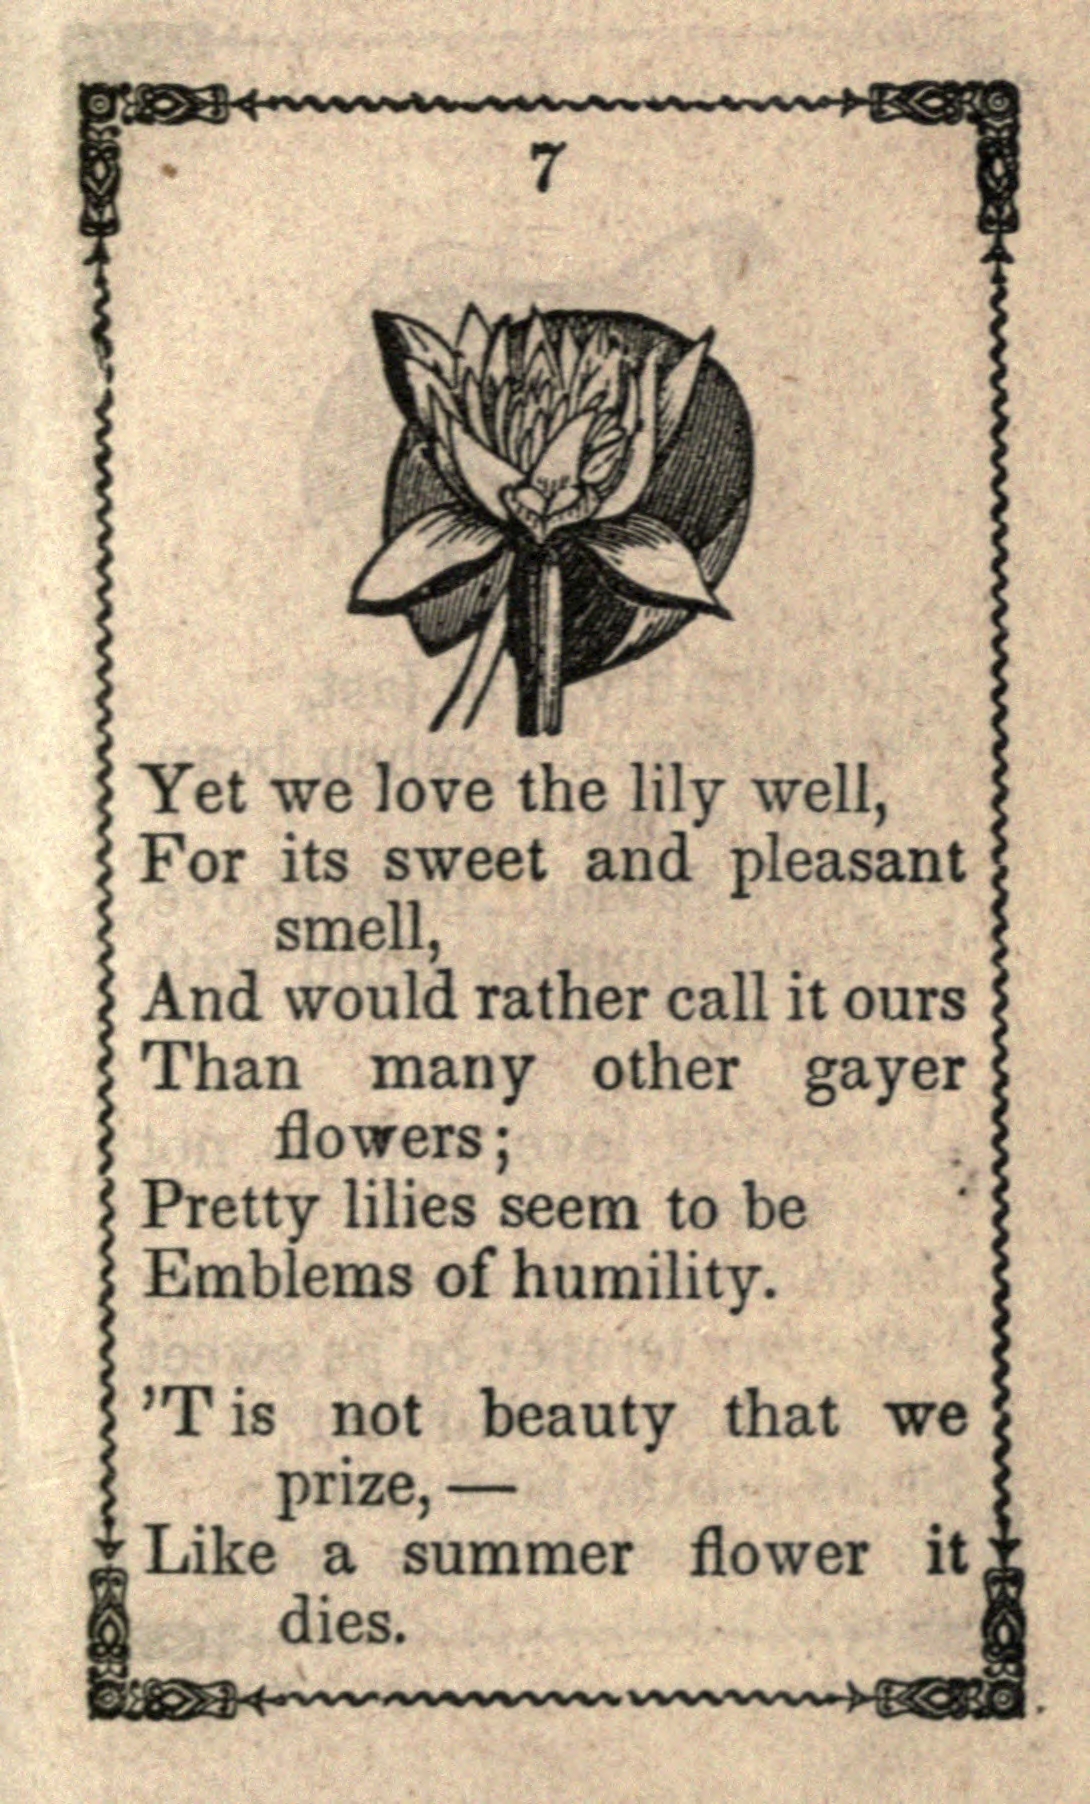 7
Yet we love the lily well,
For its sweet and pleasant
smell,
And would rather call it ours
Than many other gayer
flowers;
Pretty lilies seem to be
Emblems of humility.
'T is not beauty that we
prize, —
Like a summer flower it
dies.